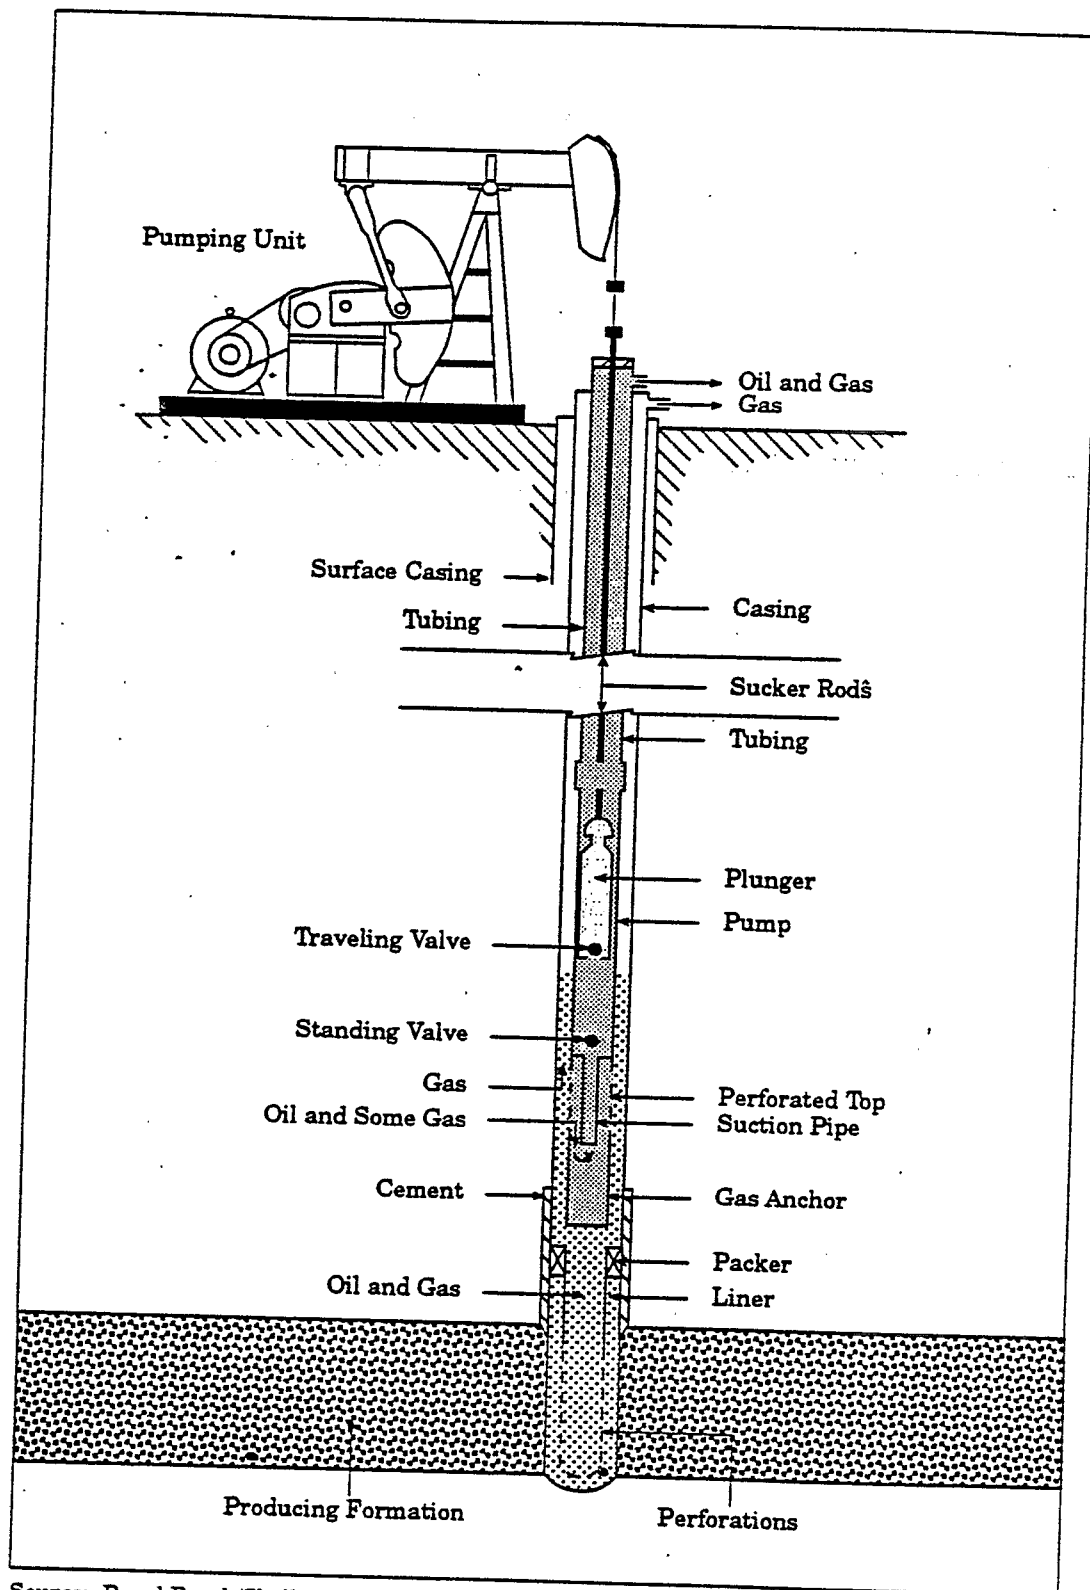 Pumping Unit
Oil and Gas
Gas
Surface Casing
Casing
Tubing
Sucker Rods
Tubing
Plunger
Pump
Traveling Valve
Standing Valve
Gas
Perforated Top
Oil and Some Gas
Suction Pipe
Cement
Gas Anchor
Packer
Oil and Gas
Liner
Producing Formation
Perforations